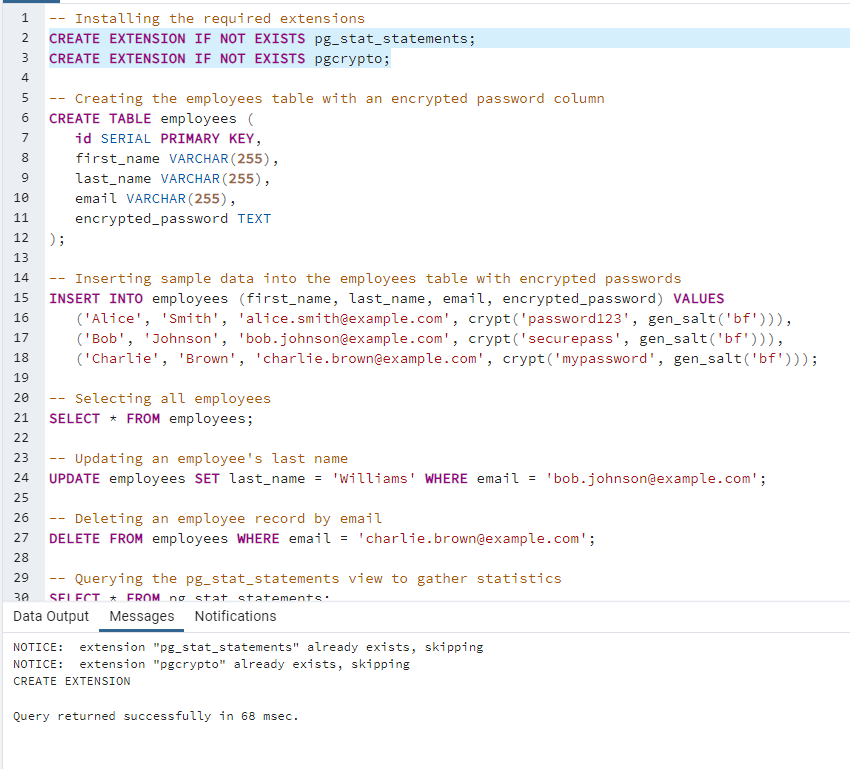 1 -- Installing the required extensions
2 CREATE EXTENSION IF NOT EXISTS pg_stat_statements;
3 CREATE EXTENSION IF NOT EXISTS pgcrypto;
4
5 -- Creating the employees table with an encrypted password column
6 CREATE TABLE employees (
7 id SERIAL PRIMARY KEY,
8 first_name VARCHAR(255),
9 last_name VARCHAR(255),
10 email VARCHAR(255),
11 encrypted_password TEXT
12 );
13
14 -- Inserting sample data into the employees table with encrypted passwords
15 INSERT INTO employees (first_name, last_name, email, encrypted_password) VALUES
16 ('Alice', 'Smith', 'alice.smith@example.com', crypt('password123', gen_salt('bf'))),
17 ('Bob', 'Johnson', 'bob.johnson@example.com', crypt('securepass', gen_salt('bf'))),
18 ('Charlie', 'Brown', 'charlie.brown@example.com', crypt('mypassword', gen_salt('bf')));
19
20 -- Selecting all employees
21 SELECT * FROM employees;
22
23 -- Updating an employee's last name
24 UPDATE employees SET last_name = 'Williams' WHERE email = 'bob.johnson@example.com';
25
26 -- Deleting an employee record by email
27 DELETE FROM employees WHERE email = 'charlie.brown@example.com';
28
29 -- Querying the pg_stat_statements view to gather statistics
30 SELECT * FROM pg_stat_statements;
Data Output Messages Notifications
NOTICE:  extension "pg_stat_statements" already exists, skipping
NOTICE:  extension "pgcrypto" already exists, skipping
CREATE EXTENSION
Query returned successfully in 68 msec.